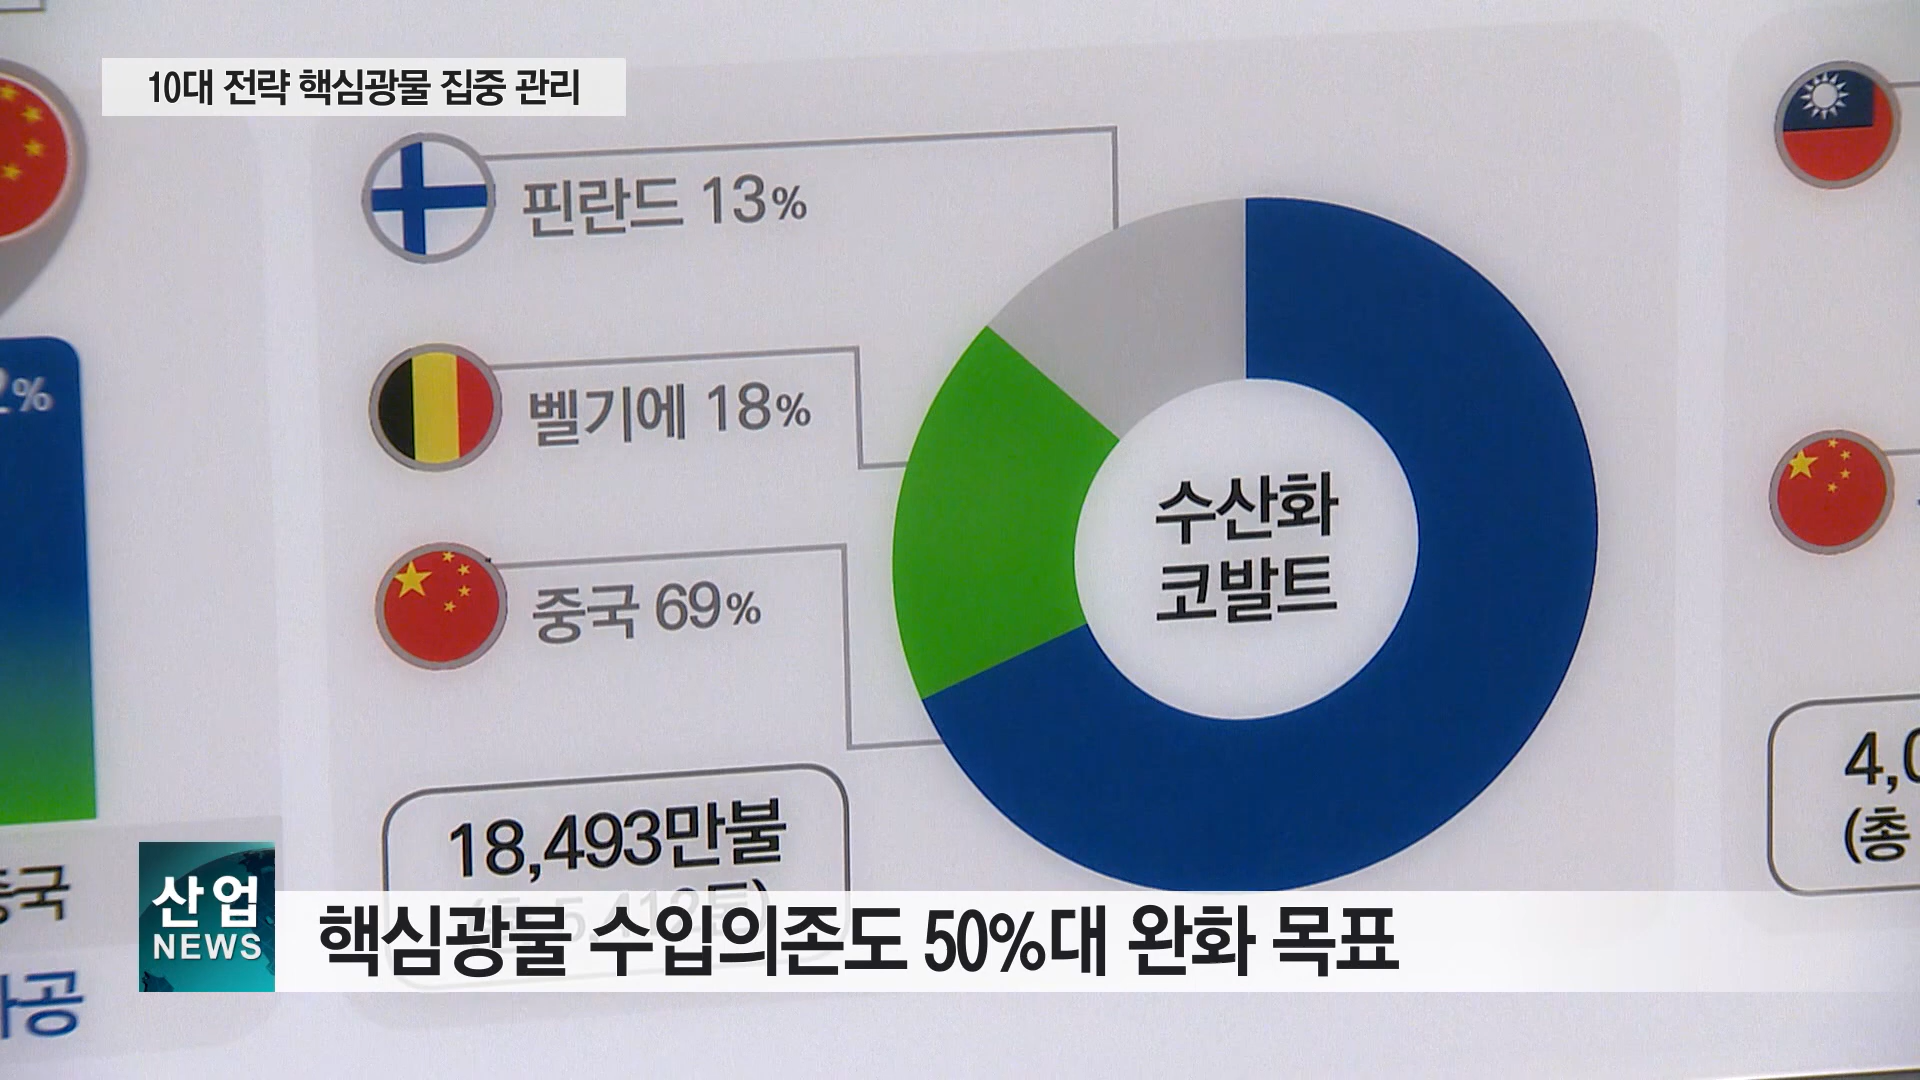 10대 전략 핵심광물 집중 관리
핀란드 13%
벨기에 18%
중국 69%
수산화
코발트
18,493만불
산업
NEWS
핵심광물 수입의존도 50%대 완화 목표